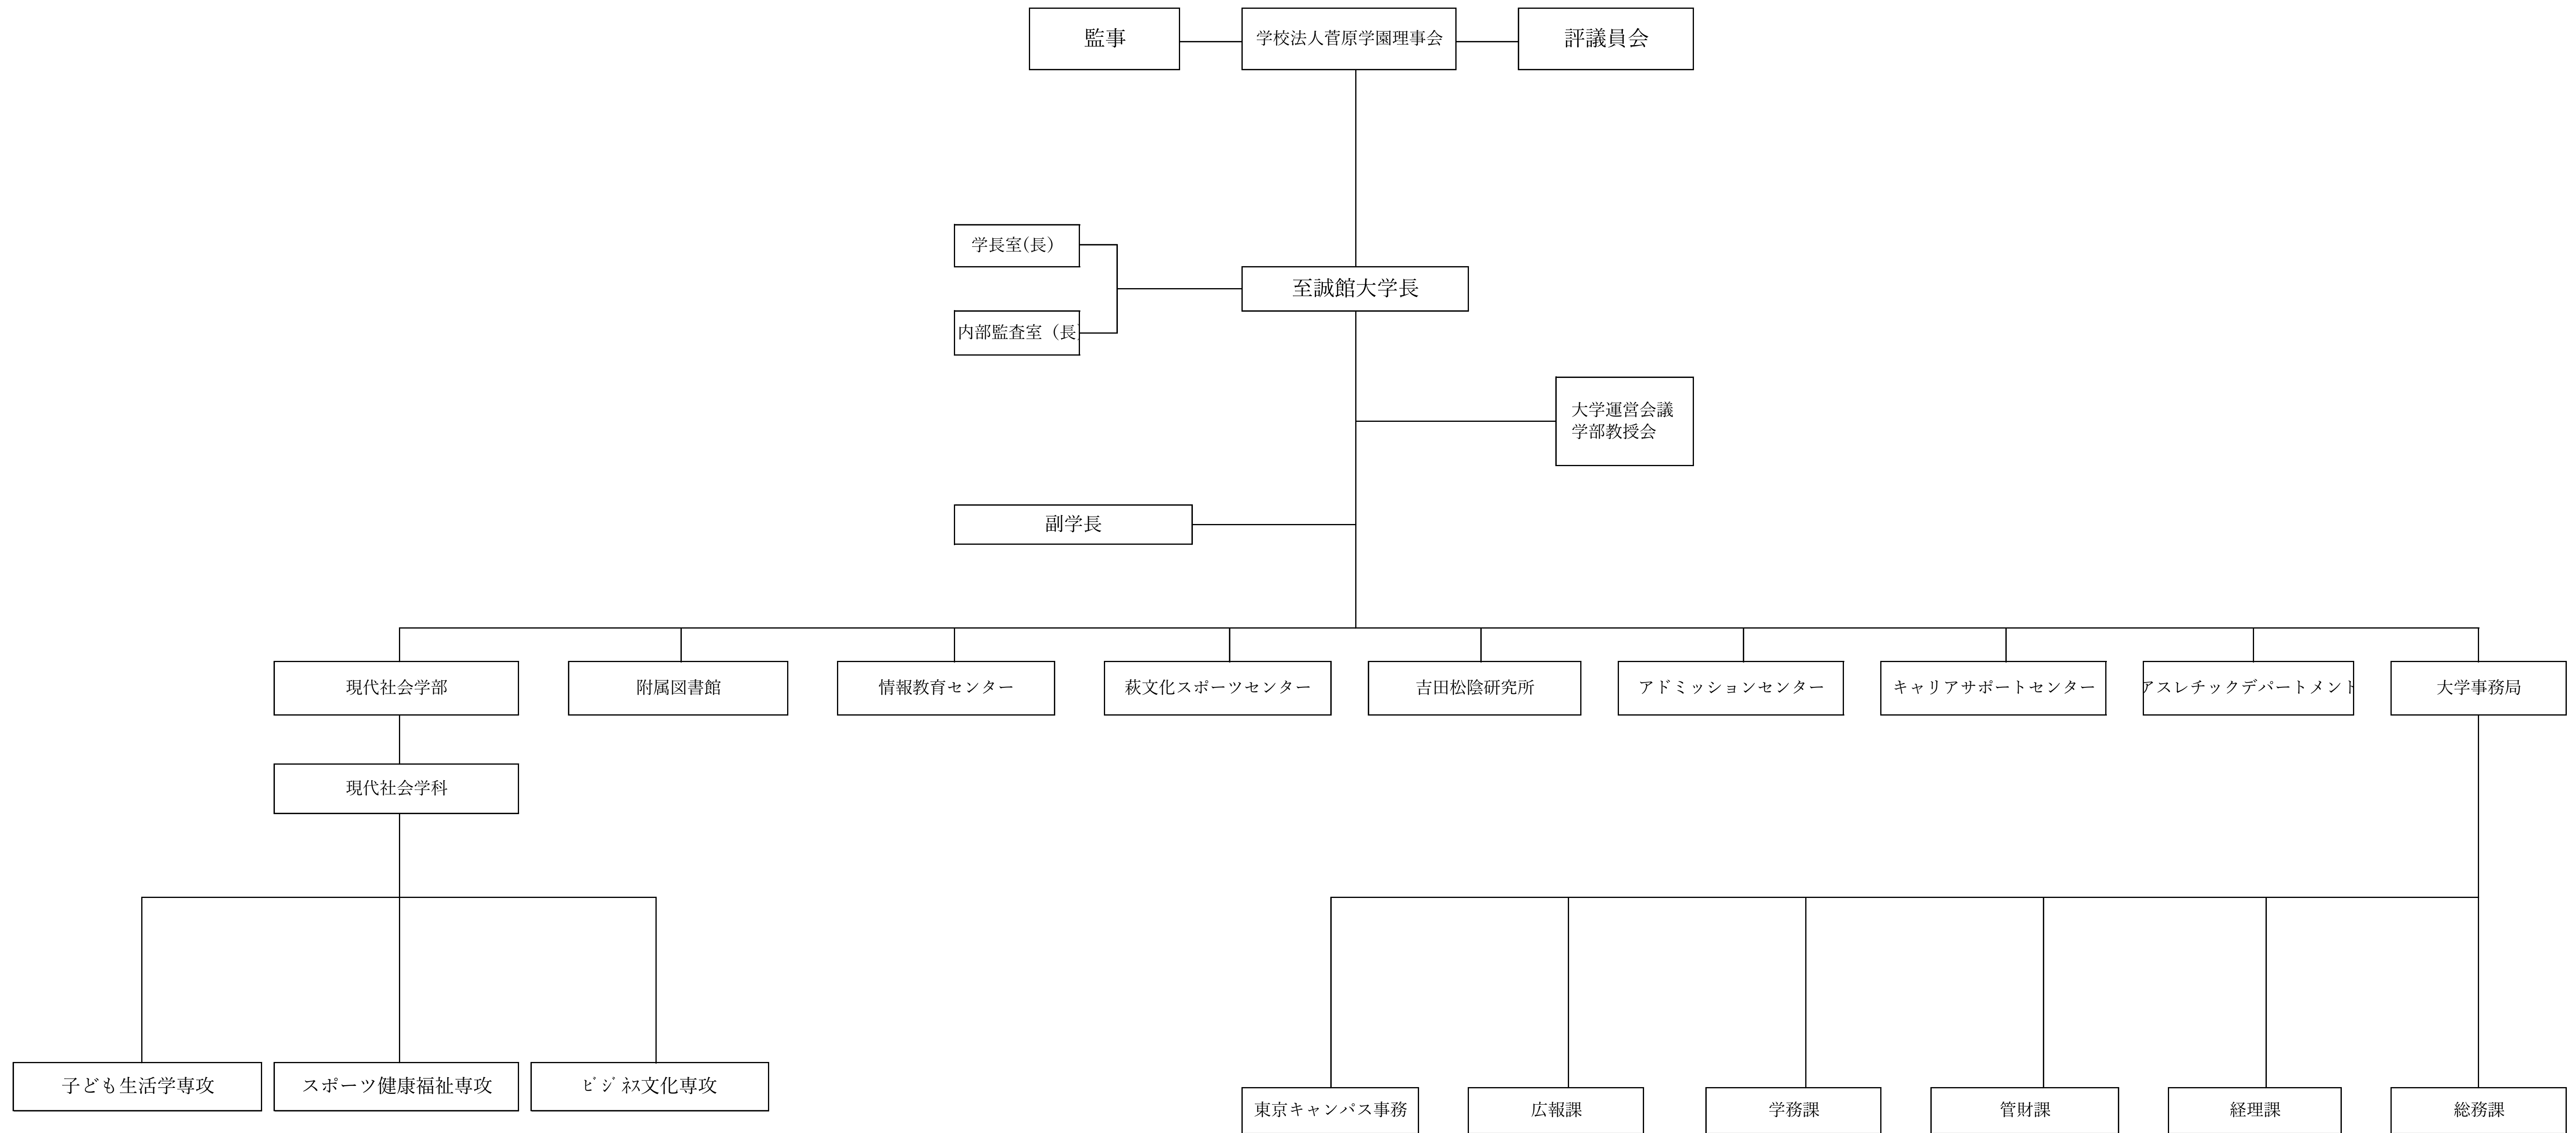 監事
学校法人菅原学園理事会
評議員会
学長室(長)
至誠館大学長
内部監査室（長）
大学運営会議
学部教授会
副学長
現代社会学部
附属図書館
情報教育センター
萩文化スポーツセンター
吉田松陰研究所
アドミッションセンター
キャリアサポートセンター
アスレチックデパートメント
大学事務局
現代社会学科
子ども生活学専攻
スポーツ健康福祉専攻
ﾋﾞｼﾞﾈｽ文化専攻
東京キャンパス事務
広報課
学務課
管財課
経理課
総務課